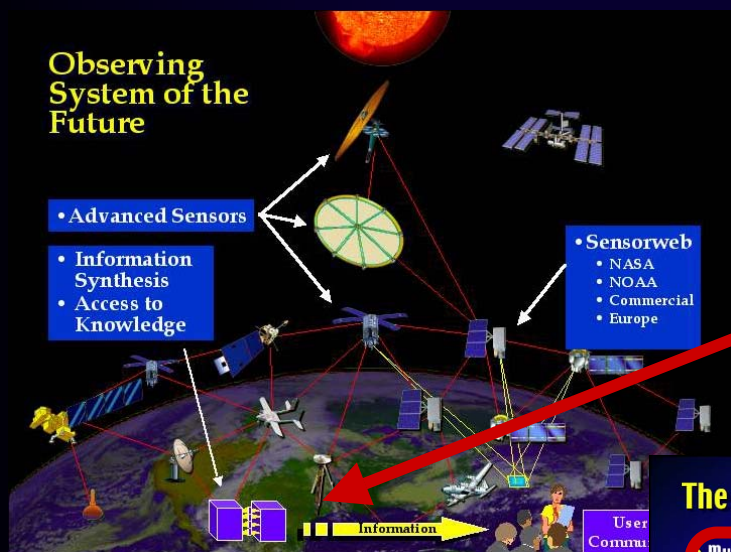 Observing
System of the
Future
• Advanced Sensors
• Information
Synthesis
• Access to
Knowledge
• Sensorweb
• NASA
• NOAA
• Commercial
• Europe
Information
User
The